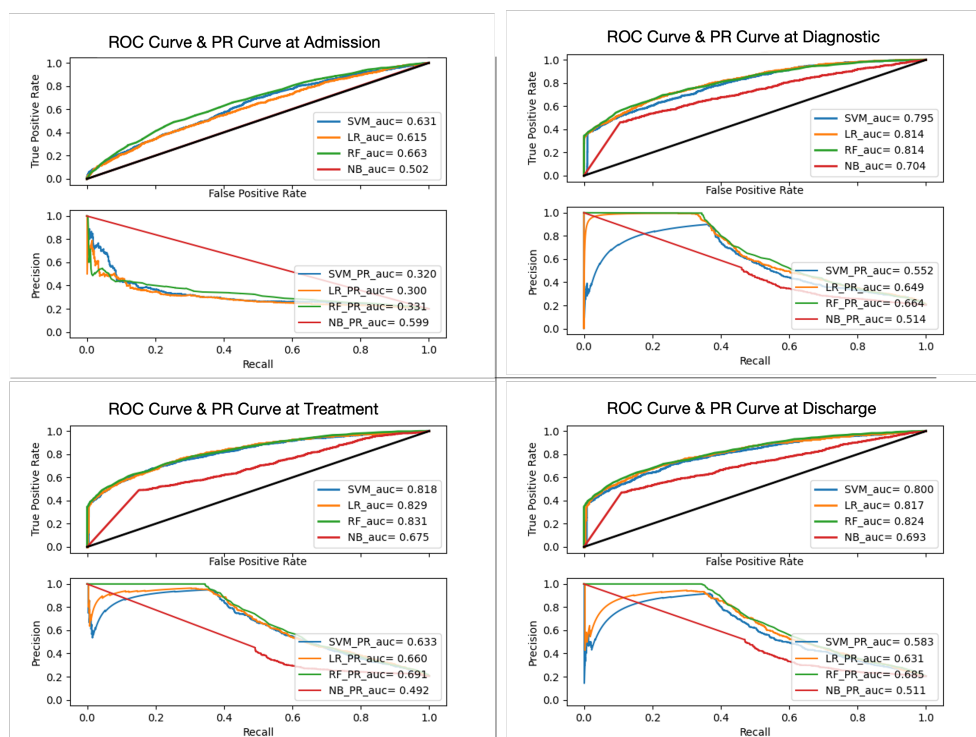 ROC Curve & PR Curve at Admission
1.0
0.8
0.6
0.4
0.2
0.0
True Positive Rate
SVM_auc= 0.631
LR_auc= 0.615
RF_auc= 0.663
NB_auc= 0.502
False Positive Rate
1.0
0.8
0.6
0.4
0.2
0.0
Precision
SVM_PR_auc= 0.320
LR_PR_auc= 0.300
RF_PR_auc= 0.331
NB_PR_auc= 0.599
0.0 0.2 0.4 0.6 0.8 1.0
Recall
ROC Curve & PR Curve at Diagnostic
1.0
0.8
0.6
0.4
0.2
0.0
True Positive Rate
SVM_auc= 0.795
LR_auc= 0.814
RF_auc= 0.814
NB_auc= 0.704
False Positive Rate
1.0
0.8
0.6
0.4
0.2
0.0
Precision
SVM_PR_auc= 0.552
LR_PR_auc= 0.649
RF_PR_auc= 0.664
NB_PR_auc= 0.514
0.0 0.2 0.4 0.6 0.8 1.0
Recall
ROC Curve & PR Curve at Treatment
1.0
0.8
0.6
0.4
0.2
0.0
True Positive Rate
SVM_auc= 0.818
LR_auc= 0.829
RF_auc= 0.831
NB_auc= 0.675
False Positive Rate
1.0
0.8
0.6
0.4
0.2
0.0
Precision
SVM_PR_auc= 0.633
LR_PR_auc= 0.660
RF_PR_auc= 0.691
NB_PR_auc= 0.492
0.0 0.2 0.4 0.6 0.8 1.0
Recall
ROC Curve & PR Curve at Discharge
1.0
0.8
0.6
0.4
0.2
0.0
True Positive Rate
SVM_auc= 0.800
LR_auc= 0.817
RF_auc= 0.824
NB_auc= 0.693
False Positive Rate
1.0
0.8
0.6
0.4
0.2
0.0
Precision
SVM_PR_auc= 0.583
LR_PR_auc= 0.631
RF_PR_auc= 0.685
NB_PR_auc= 0.511
0.0 0.2 0.4 0.6 0.8 1.0
Recall